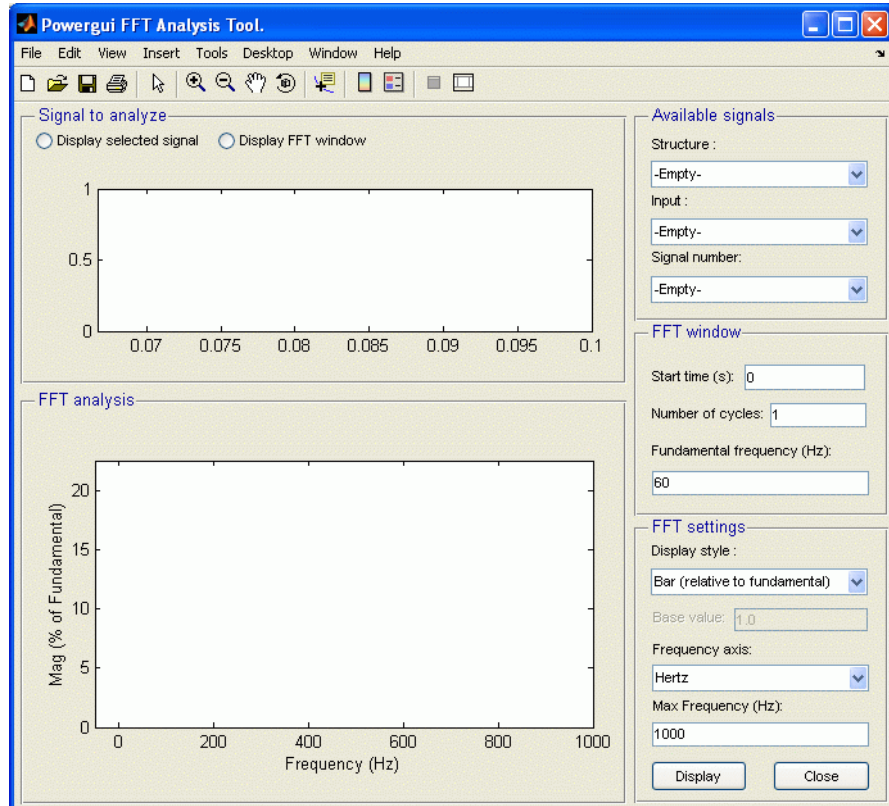 Powergui FFT Analysis Tool.
File Edit View Insert Tools Desktop Window Help
Signal to analyze
Display selected signal Display FFT window
1
0.5
0
0.07 0.075 0.08 0.085 0.09 0.095 0.1
FFT analysis
Mag (% of Fundamental)
20
15
10
5
0
0 200 400 600 800 1000
Frequency (Hz)
Available signals
Structure :
-Empty-
Input :
-Empty-
Signal number:
-Empty-
FFT window
Start time (s): 0
Number of cycles: 1
Fundamental frequency (Hz):
60
FFT settings
Display style :
Bar (relative to fundamental)
Base value: 1.0
Frequency axis:
Hertz
Max Frequency (Hz):
1000
Display Close